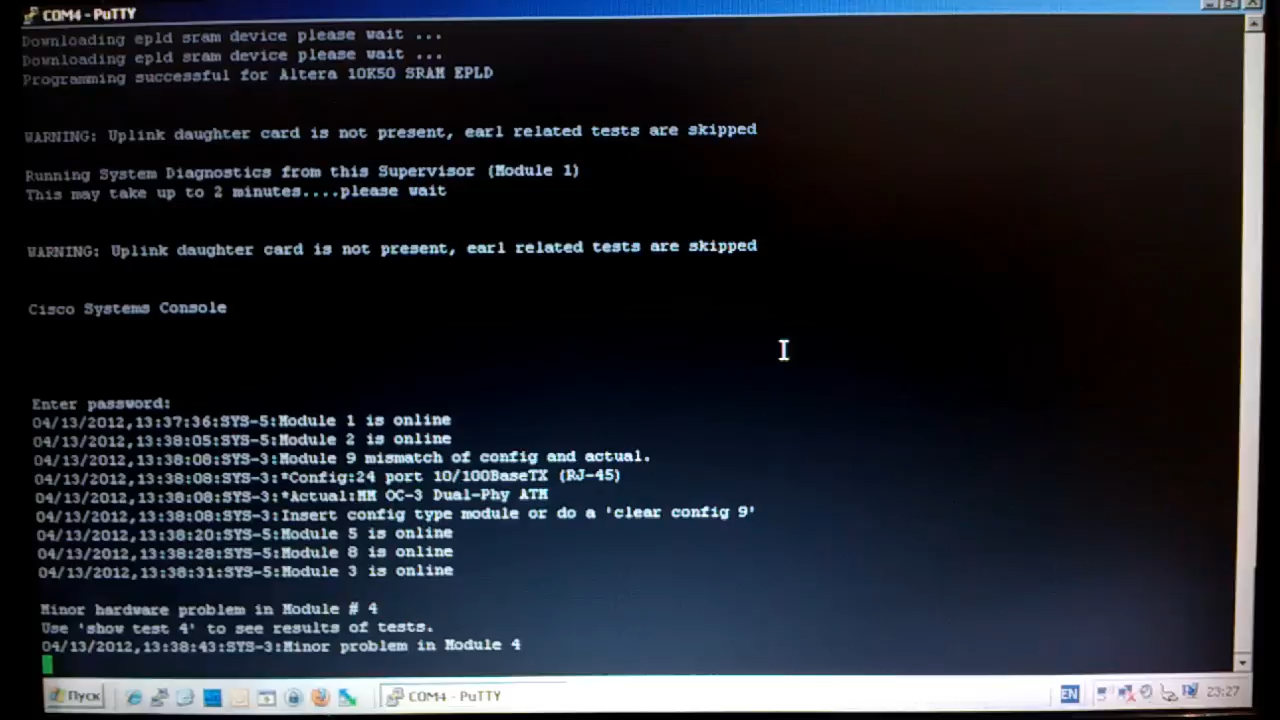 COM4 - PuTTY
Downloading epld sram device please wait ...
Downloading epld sram device please wait ...
Programming successful for Altera 10K50 SRAM EPLD
WARNING: Uplink daughter card is not present, earl related tests are skipped
Running System Diagnostics from this Supervisor (Module 1)
This may take up to 2 minutes....please wait
WARNING: Uplink daughter card is not present, earl related tests are skipped
Cisco Systems Console
Enter password:
04/13/2012,13:37:36:SYS-5:Module 1 is online
04/13/2012,13:38:05:SYS-5:Module 2 is online
04/13/2012,13:38:08:SYS-3:Module 9 mismatch of config and actual.
04/13/2012,13:38:08:SYS-3:*Config:24 port 10/100BaseTX (RJ-45)
04/13/2012,13:38:08:SYS-3:*Actual:MM OC-3 Dual-Phy ATM
04/13/2012,13:38:08:SYS-3:Insert config type module or do a 'clear config 9'
04/13/2012,13:38:20:SYS-5:Module 5 is online
04/13/2012,13:38:28:SYS-5:Module 8 is online
04/13/2012,13:38:31:SYS-5:Module 3 is online
Minor hardware problem in Module # 4
Use 'show test 4' to see results of tests.
04/13/2012,13:38:43:SYS-3:Minor problem in Module 4
Пуск
COM4 - PuTTY
EN
23:27